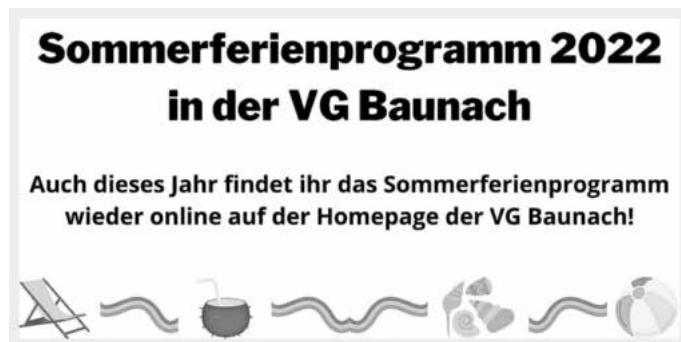 Sommerferienprogramm 2022
in der VG Baunach
Auch dieses Jahr findet ihr das Sommerferienprogramm
wieder online auf der Homepage der VG Baunach!